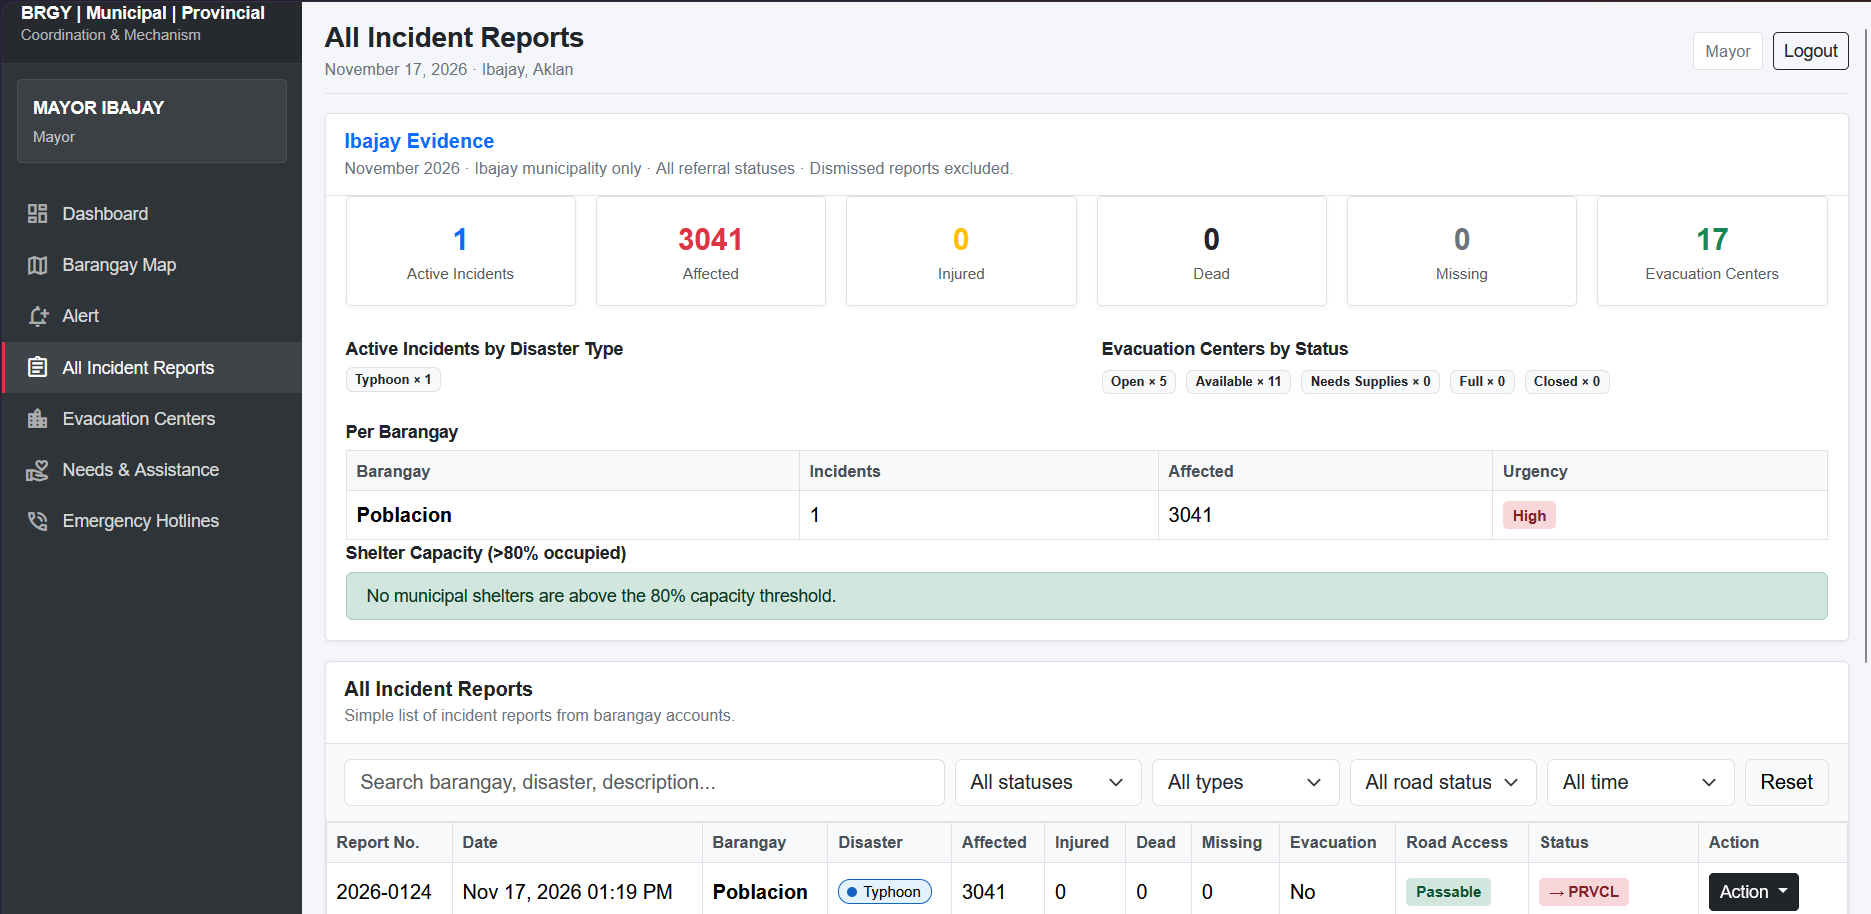 BRGY | Municipal | Provincial
Coordination & Mechanism
MAYOR IBAJAY
Mayor
Dashboard
Barangay Map
Alert
All Incident Reports
Evacuation Centers
Needs & Assistance
Emergency Hotlines
All Incident Reports
November 17, 2026 · Ibajay, Aklan
Mayor
Logout
Ibajay Evidence
November 2026 · Ibajay municipality only · All referral statuses · Dismissed reports excluded.
1
Active Incidents
3041
Affected
0
Injured
0
Dead
0
Missing
17
Evacuation Centers
Active Incidents by Disaster Type
Typhoon × 1
Evacuation Centers by Status
Open × 5 Available × 11 Needs Supplies × 0 Full × 0 Closed × 0
Per Barangay
Barangay Incidents Affected Urgency
Poblacion 1 3041 High
Shelter Capacity (>80% occupied)
No municipal shelters are above the 80% capacity threshold.
All Incident Reports
Simple list of incident reports from barangay accounts.
Search barangay, disaster, description... All statuses All types All road status All time Reset
Report No. Date Barangay Disaster Affected Injured Dead Missing Evacuation Road Access Status Action
2026-0124 Nov 17, 2026 01:19 PM Poblacion Typhoon 3041 0 0 0 No Passable → PRVCL Action